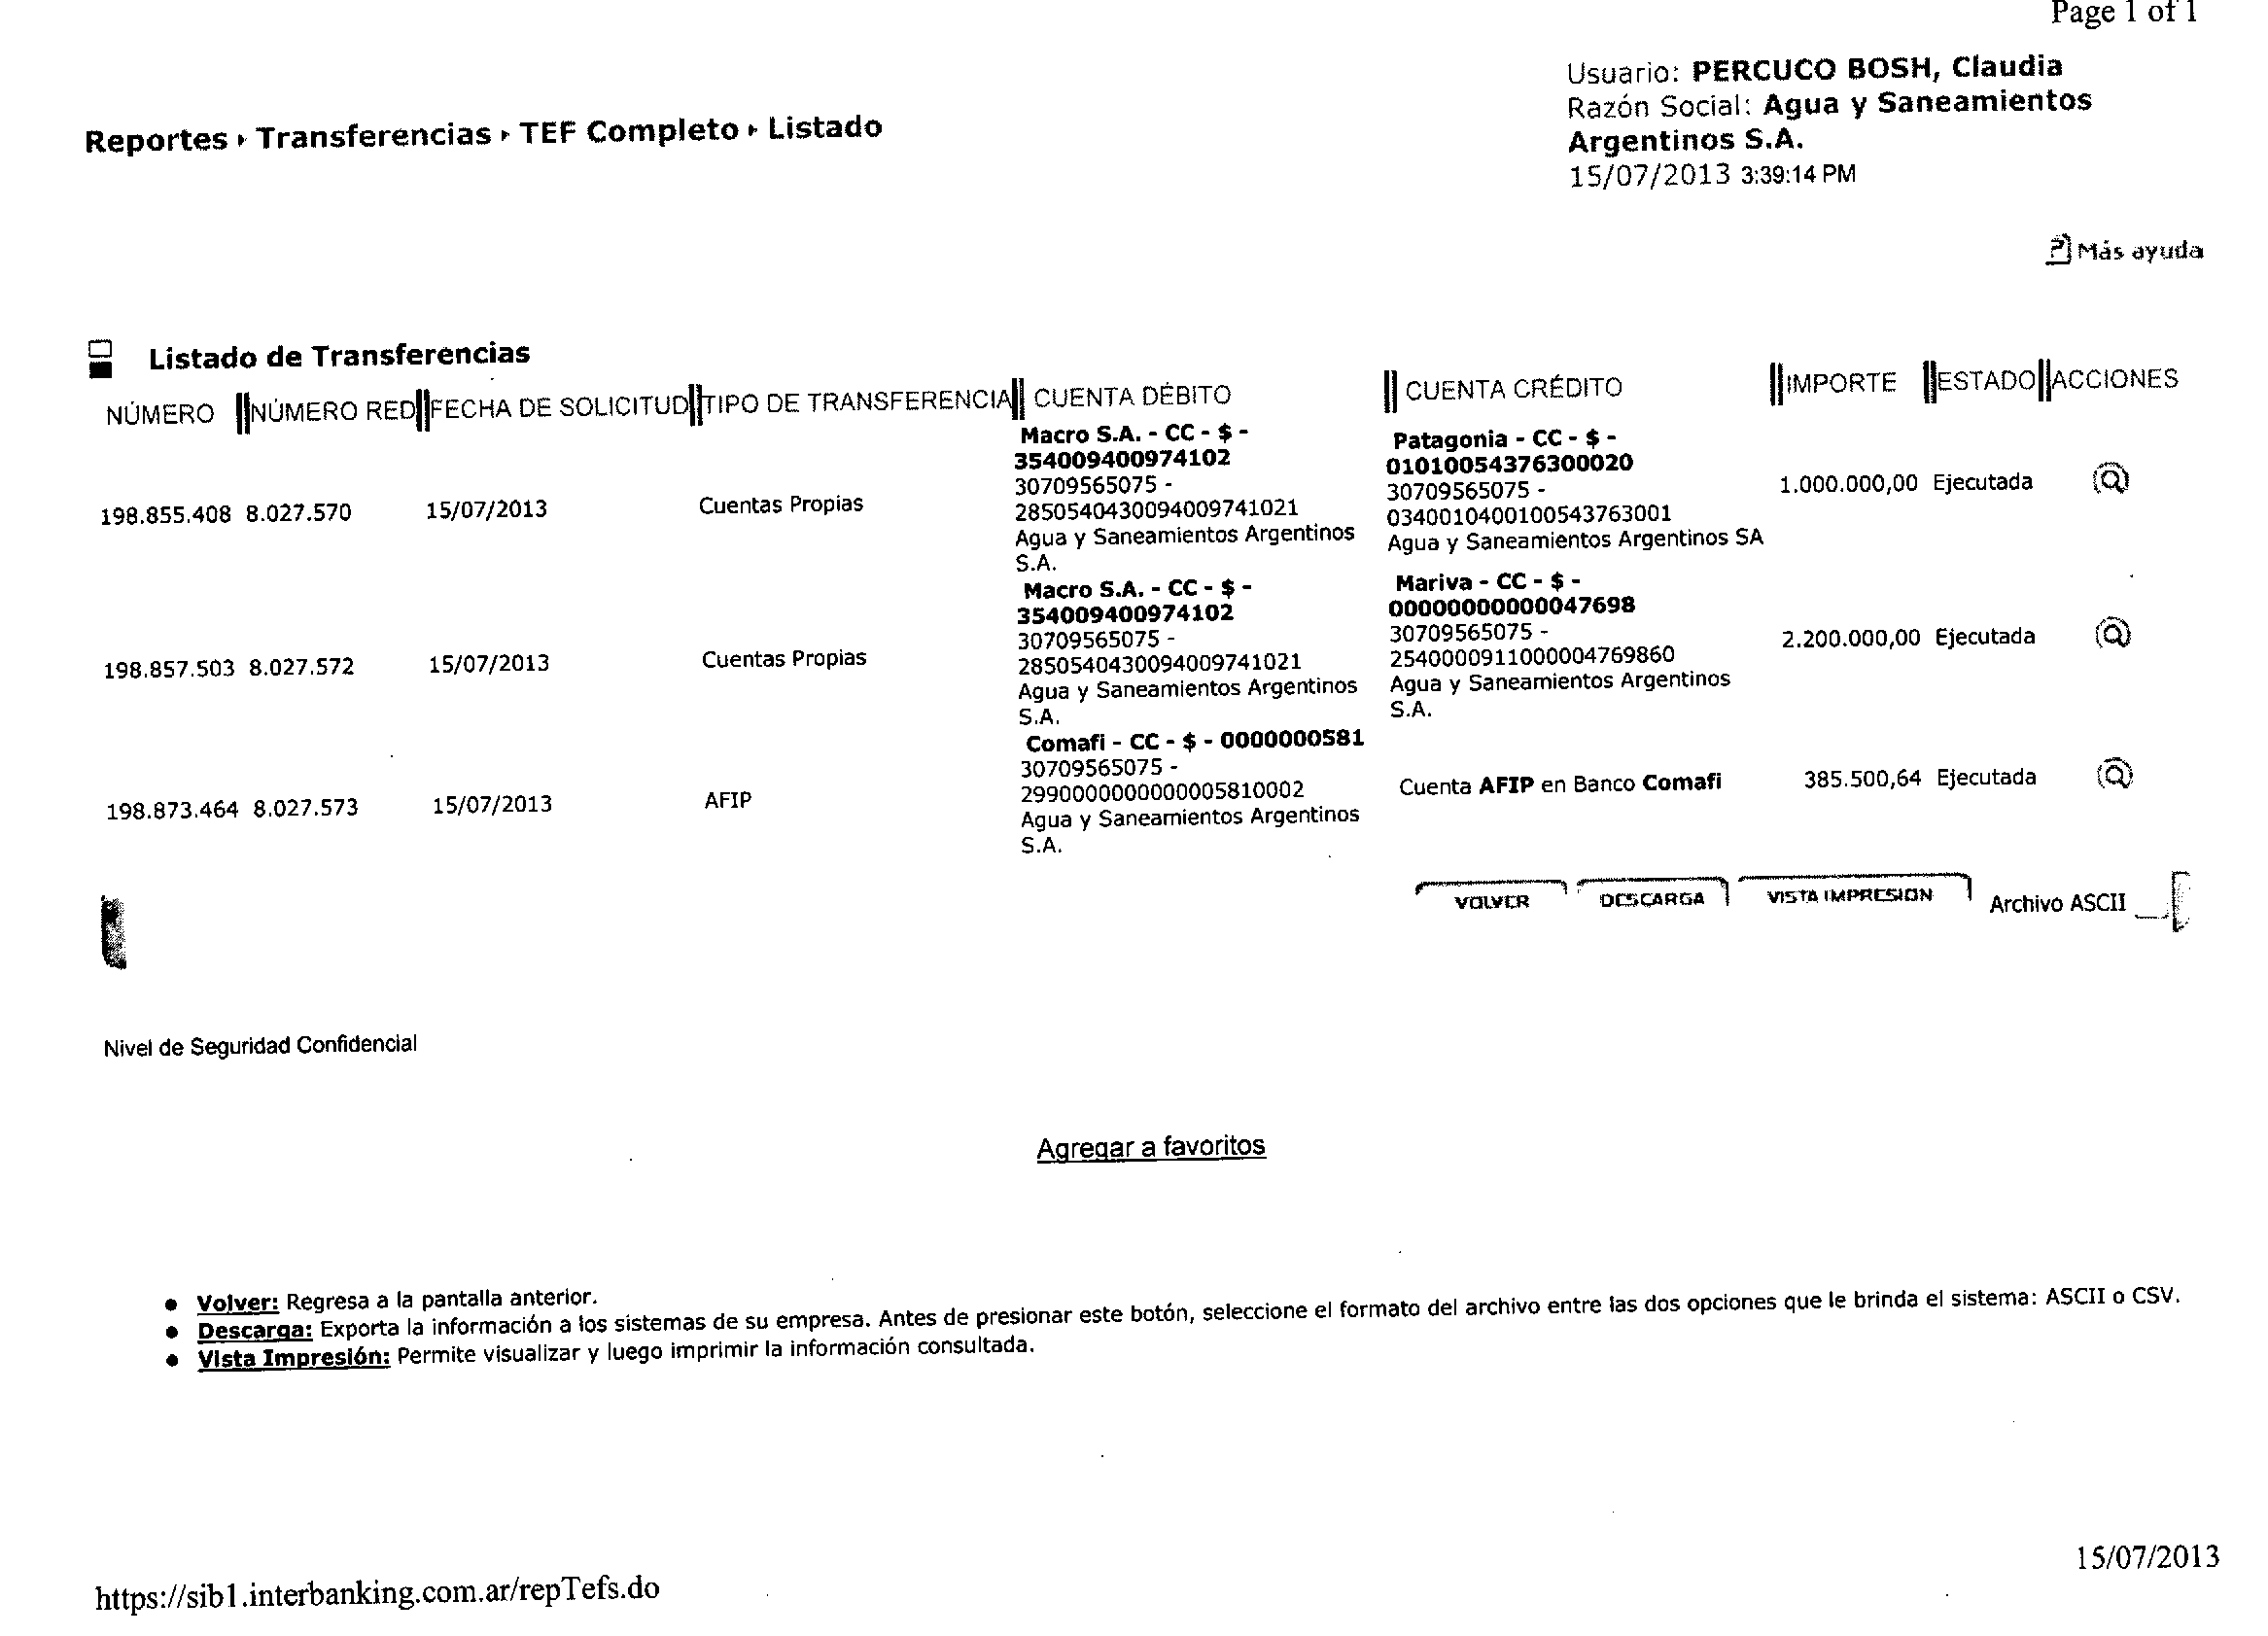 Page 1 of 1
Usuario: PERCUCO BOSH, Claudia
Razón Social: Agua y Saneamientos
Argentinos S.A.
15/07/2013 3:39:14 PM
Reportes ▸ Transferencias ▸ TEF Completo ▸ Listado
Más ayuda
Listado de Transferencias
NÚMERO NÚMERO RED FECHA DE SOLICITUD TIPO DE TRANSFERENCIA CUENTA DÉBITO CUENTA CRÉDITO IMPORTE ESTADO ACCIONES
198.855.408 8.027.570 15/07/2013 Cuentas Propias
Macro S.A. - CC - $ -
354009400974102
30709565075 -
2850540430094009741021
Agua y Saneamientos Argentinos
S.A.
Patagonia - CC - $ -
01010054376300020
30709565075 -
0340010400100543763001
Agua y Saneamientos Argentinos SA
1.000.000,00 Ejecutada
198.857.503 8.027.572 15/07/2013 Cuentas Propias
Macro S.A. - CC - $ -
354009400974102
30709565075 -
2850540430094009741021
Agua y Saneamientos Argentinos
S.A.
Mariva - CC - $ -
00000000000047698
30709565075 -
2540000911000004769860
Agua y Saneamientos Argentinos
S.A.
2.200.000,00 Ejecutada
198.873.464 8.027.573 15/07/2013 AFIP
Comafi - CC - $ - 0000000581
30709565075 -
2990000000000005810002
Agua y Saneamientos Argentinos
S.A.
Cuenta AFIP en Banco Comafi
385.500,64 Ejecutada
VOLVER DESCARGA VISTA IMPRESION Archivo ASCII
Nivel de Seguridad Confidencial
Agregar a favoritos
• Volver: Regresa a la pantalla anterior.
• Descarga: Exporta la información a los sistemas de su empresa. Antes de presionar este botón, seleccione el formato del archivo entre las dos opciones que le brinda el sistema: ASCII o CSV.
• Vista Impresión: Permite visualizar y luego imprimir la información consultada.
https://sib1.interbanking.com.ar/repTefs.do
15/07/2013